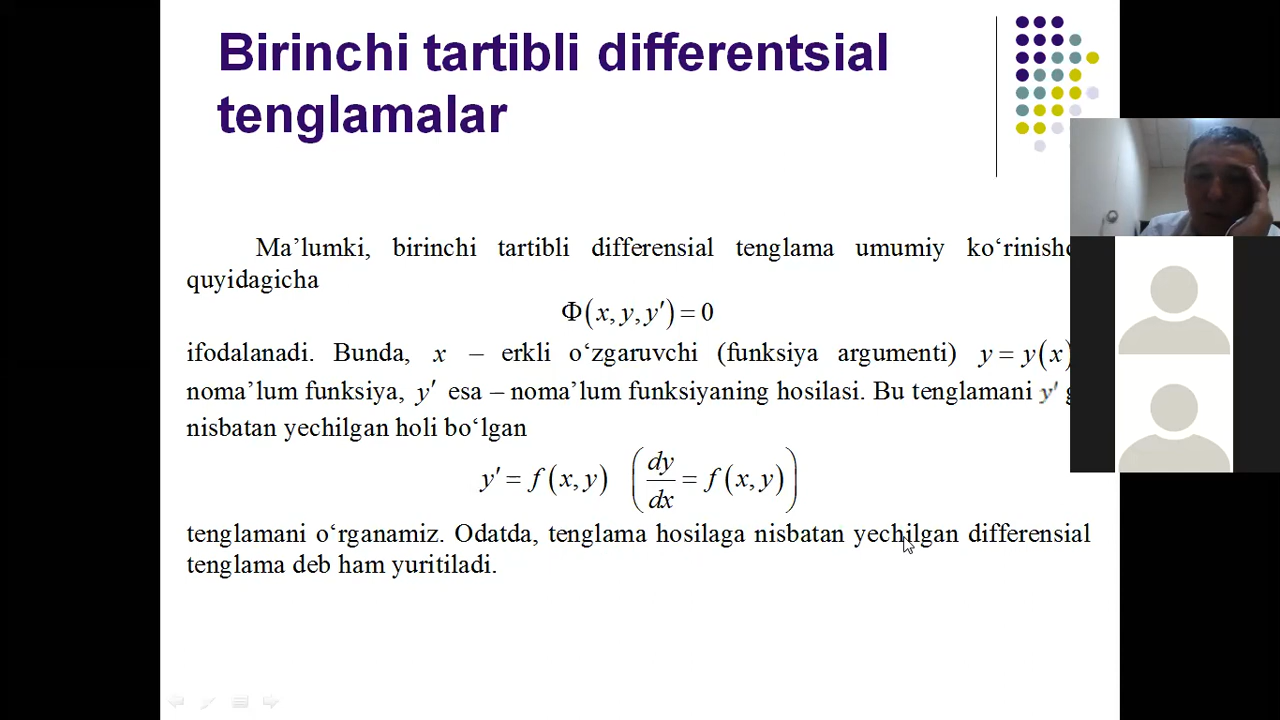 Birinchi tartibli differentsial
tenglamalar
Ma’lumki, birinchi tartibli differensial tenglama umumiy
quyidagicha
Φ(x, y, y′) = 0
ifodalanadi. Bunda, x – erkli o‘zgaruvchi (funksiya argumenti) y = y(x)
noma’lum funksiya, y′ esa – noma’lum funksiyaning hosilasi. Bu tenglamani y′
nisbatan yechilgan holi bo‘lgan
y′ = f(x, y) (dy/dx = f(x, y))
tenglamani o‘rganamiz. Odatda, tenglama hosilaga nisbatan yechilgan differensial
tenglama deb ham yuritiladi.